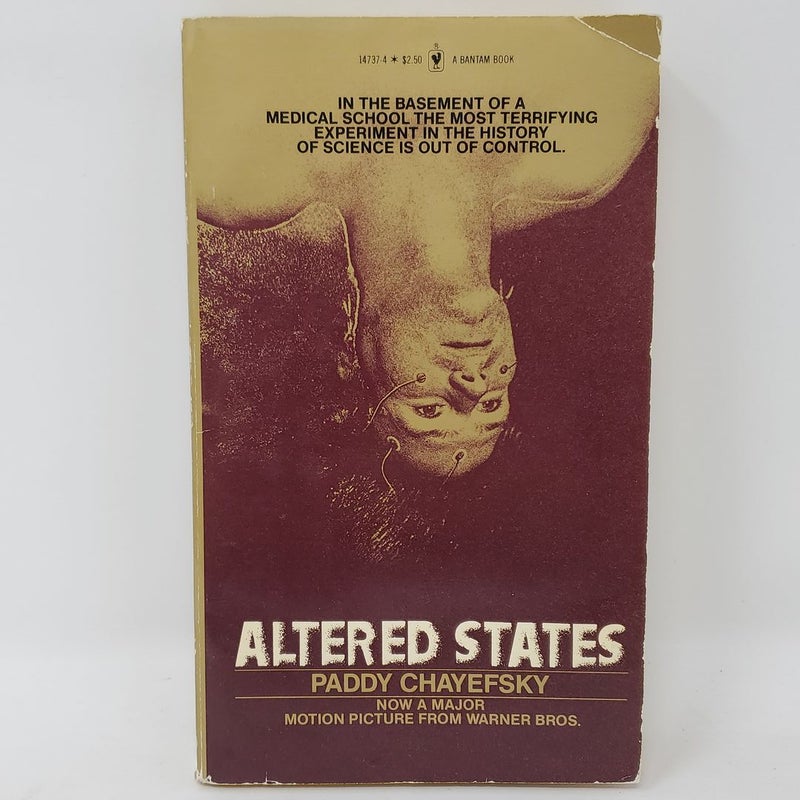 14737-4 * $2.50 B A BANTAM BOOK
IN THE BASEMENT OF A
MEDICAL SCHOOL THE MOST TERRIFYING
EXPERIMENT IN THE HISTORY
OF SCIENCE IS OUT OF CONTROL.
ALTERED STATES
PADDY CHAYEFSKY
NOW A MAJOR
MOTION PICTURE FROM WARNER BROS.